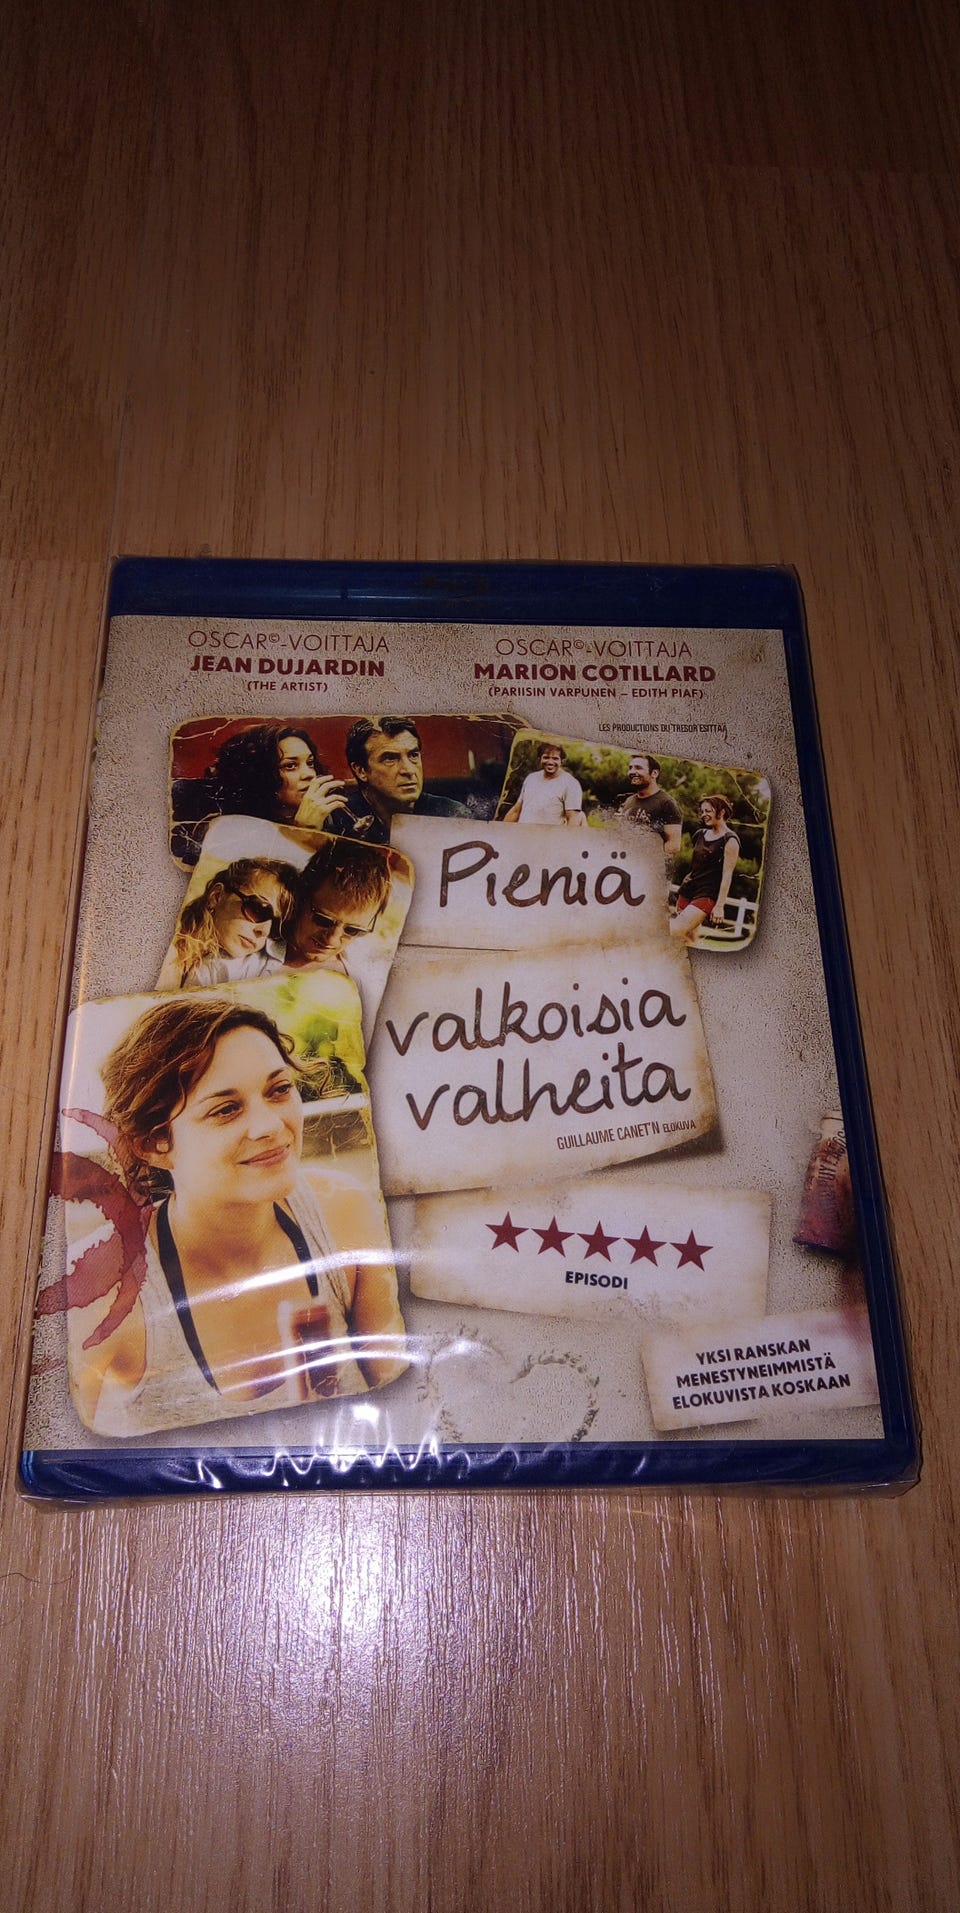 OSCAR©-VOITTAJA
JEAN DUJARDIN
(THE ARTIST)
OSCAR©-VOITTAJA
MARION COTILLARD
(PARIISIN VARPUNEN – EDITH PIAF)
LES PRODUCTIONS DU TRESOR ESITTÄÄ
Pieniä
valkoisia
valheita
GUILLAUME CANET'N ELOKUVA
★★★★★
EPISODI
YKSI RANSKAN
MENESTYNEIMMISTÄ
ELOKUVISTA KOSKAAN